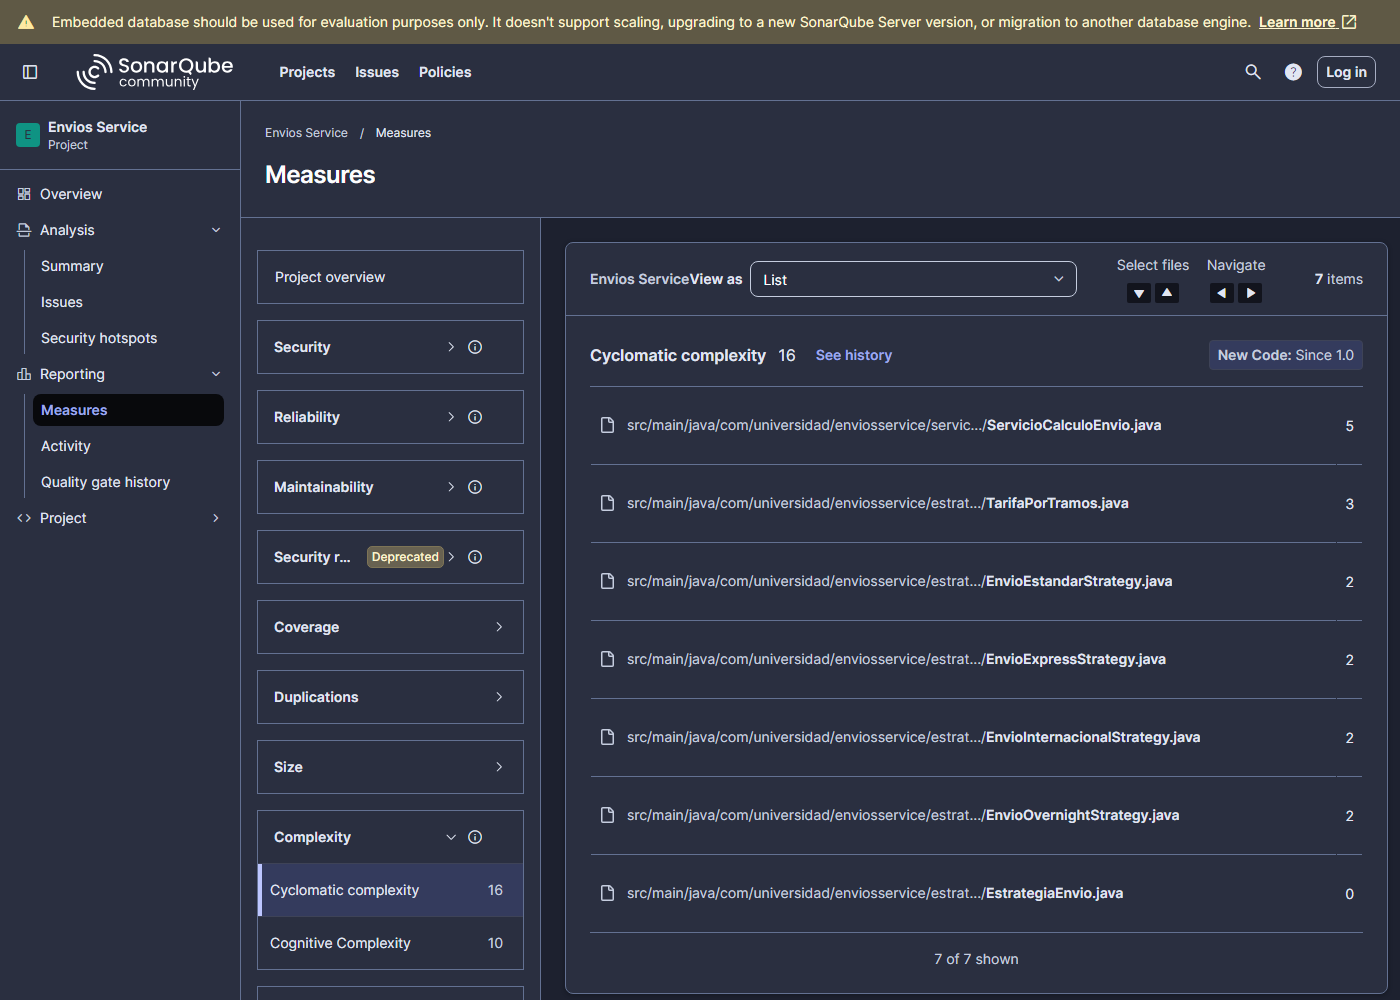 Embedded database should be used for evaluation purposes only. It doesn't support scaling, upgrading to a new SonarQube Server version, or migration to another database engine. Learn more
SonarQube community
Projects Issues Policies
? Log in
E Envios Service
Project
Overview
Analysis
Summary
Issues
Security hotspots
Reporting
Measures
Activity
Quality gate history
Project
Envios Service / Measures
Measures
Project overview
Security
Reliability
Maintainability
Security r... Deprecated
Coverage
Duplications
Size
Complexity
Cyclomatic complexity 16
Cognitive Complexity 10
Envios ServiceView as List
Select files Navigate
7 items
Cyclomatic complexity 16 See history
New Code: Since 1.0
src/main/java/com/universidad/enviosservice/servic.../ServicioCalculoEnvio.java 5
src/main/java/com/universidad/enviosservice/estrat.../TarifaPorTramos.java 3
src/main/java/com/universidad/enviosservice/estrat.../EnvioEstandarStrategy.java 2
src/main/java/com/universidad/enviosservice/estrat.../EnvioExpressStrategy.java 2
src/main/java/com/universidad/enviosservice/estrat.../EnvioInternacionalStrategy.java 2
src/main/java/com/universidad/enviosservice/estrat.../EnvioOvernightStrategy.java 2
src/main/java/com/universidad/enviosservice/estrat.../EstrategiaEnvio.java 0
7 of 7 shown